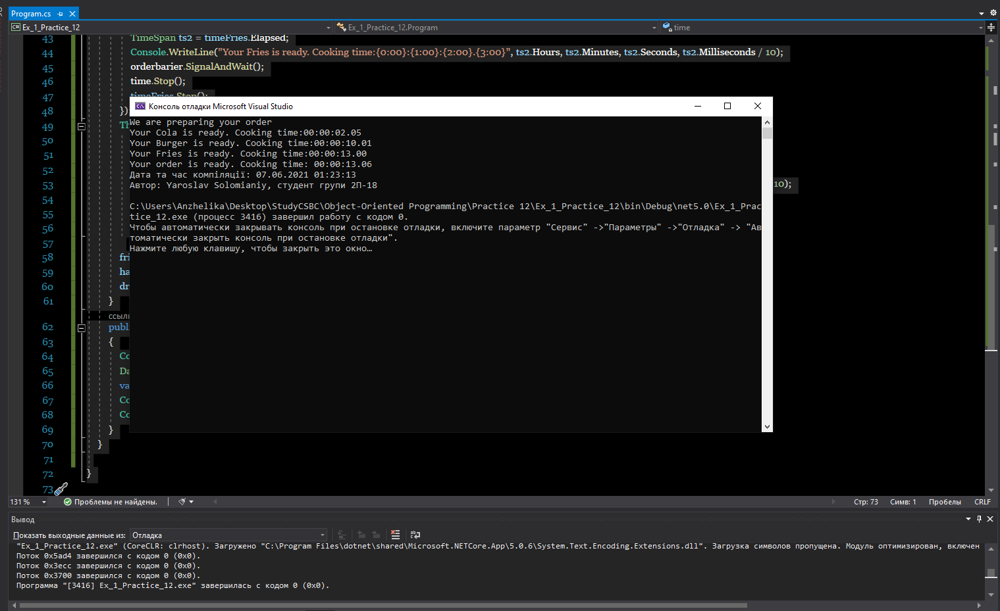 Program.cs
Ex_1_Practice_12 Ex_1_Practice_12.Program time
43 TimeSpan ts2 = timeFries.Elapsed;
44 Console.WriteLine("Your Fries is ready. Cooking time:{0:00}:{1:00}:{2:00}.{3:00}", ts2.Hours, ts2.Minutes, ts2.Seconds, ts2.Milliseconds / 10);
45 orderbarier.SignalAndWait();
46 time.Stop();
47 timeFries.Stop();
48 })
49 Th
50
51
52
53 10);
54
55
56
57
58 fri
59 ha
60 dr
61 }
ссыл
62 publ
63 {
64 Co
65 Da
66 va
67 Co
68 Co
69 }
70 }
71
72 }
73
Консоль отладки Microsoft Visual Studio
We are preparing your order
Your Cola is ready. Cooking time:00:00:02.05
Your Burger is ready. Cooking time:00:00:10.01
Your Fries is ready. Cooking time:00:00:13.00
Your order is ready. Cooking time: 00:00:13.06
Дата та час компіляції: 07.06.2021 01:23:13
Автор: Yaroslav Solomianiy, студент групи 2П-18
C:\Users\Anzhelika\Desktop\StudyCSBC\Object-Oriented Programming\Practice 12\Ex_1_Practice_12\bin\Debug\net5.0\Ex_1_Prac
tice_12.exe (процесс 3416) завершил работу с кодом 0.
Чтобы автоматически закрывать консоль при остановке отладки, включите параметр "Сервис" ->"Параметры" ->"Отладка" -> "Ав
томатически закрыть консоль при остановке отладки".
Нажмите любую клавишу, чтобы закрыть это окно…
131 % Проблемы не найдены. Стр: 73 Симв: 1 Пробелы CRLF
Вывод
Показать выходные данные из: Отладка
"Ex_1_Practice_12.exe" (CoreCLR: clrhost). Загружено "C:\Program Files\dotnet\shared\Microsoft.NETCore.App\5.0.6\System.Text.Encoding.Extensions.dll". Загрузка символов пропущена. Модуль оптимизирован, включен
Поток 0x5ad4 завершился с кодом 0 (0x0).
Поток 0x3ecc завершился с кодом 0 (0x0).
Поток 0x3700 завершился с кодом 0 (0x0).
Программа "[3416] Ex_1_Practice_12.exe" завершилась с кодом 0 (0x0).